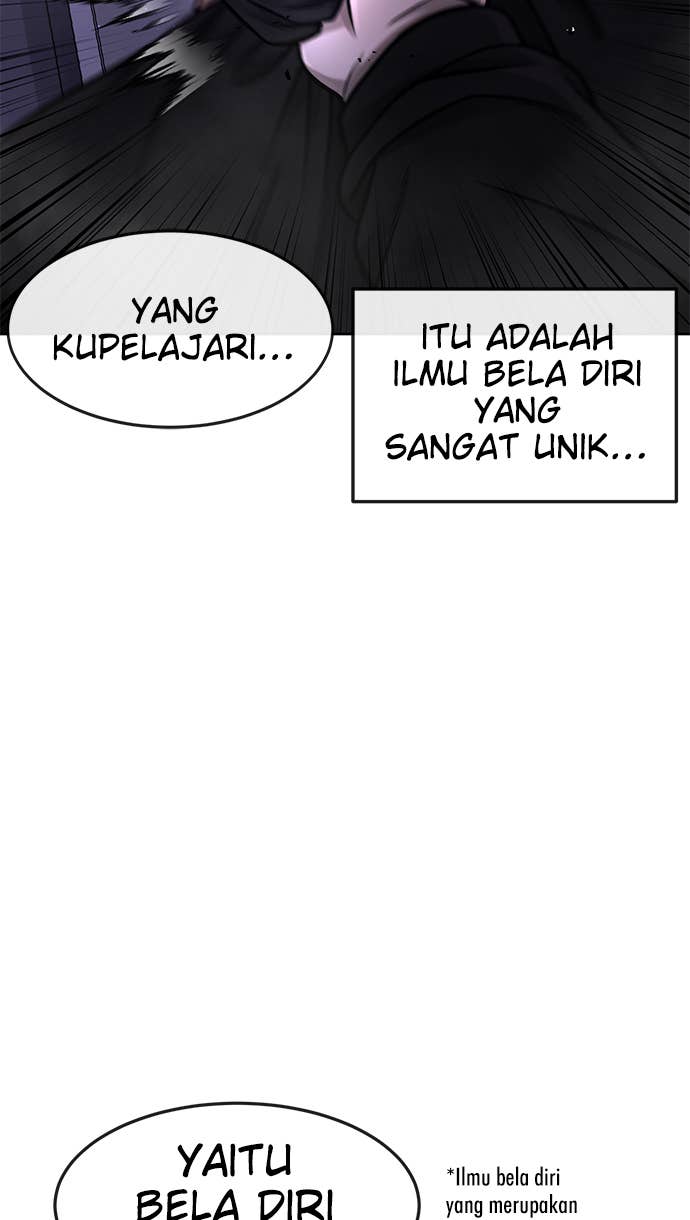 YANG
KUPELAJARI...
ITU ADALAH
ILMU BELA DIRI
YANG
SANGAT UNIK...
YAITU
BELA DIRI
*Ilmu bela diri
yang merupakan